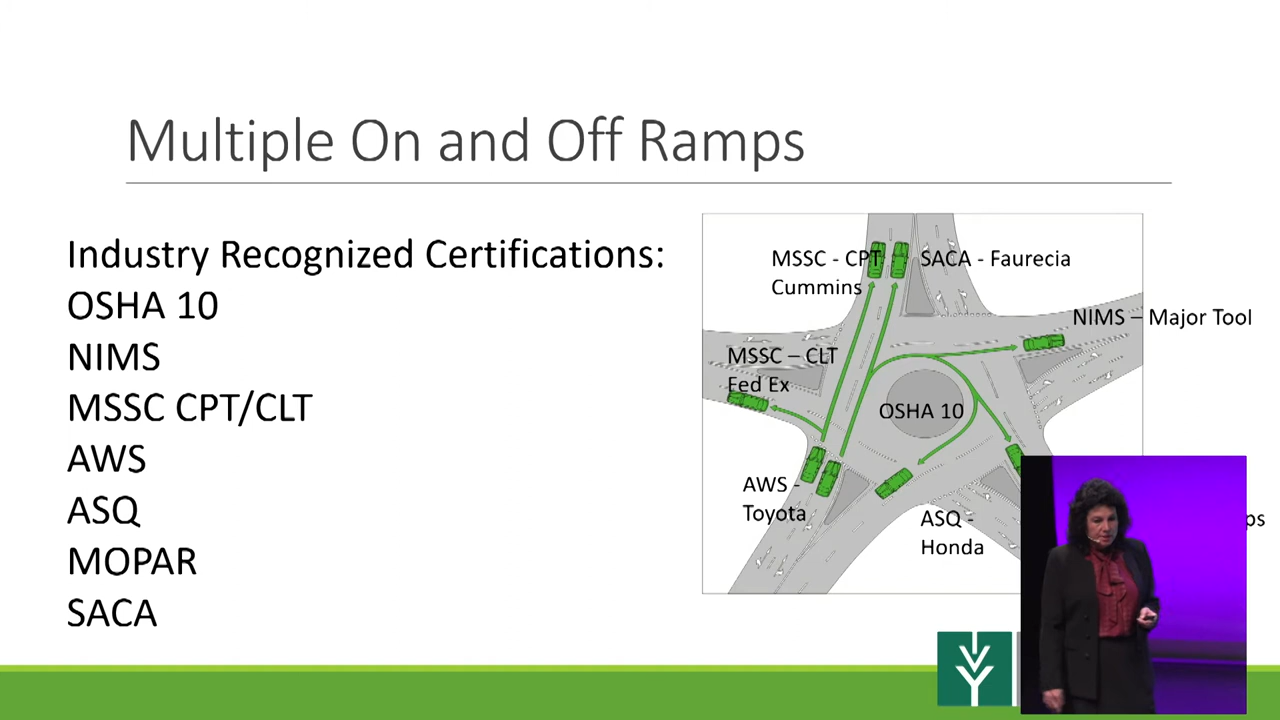 Multiple On and Off Ramps
Industry Recognized Certifications:
OSHA 10
NIMS
MSSC CPT/CLT
AWS
ASQ
MOPAR
SACA
MSSC - CPT
Cummins
SACA - Faurecia
NIMS – Major Tool
MSSC – CLT
Fed Ex
OSHA 10
AWS -
Toyota
ASQ -
Honda